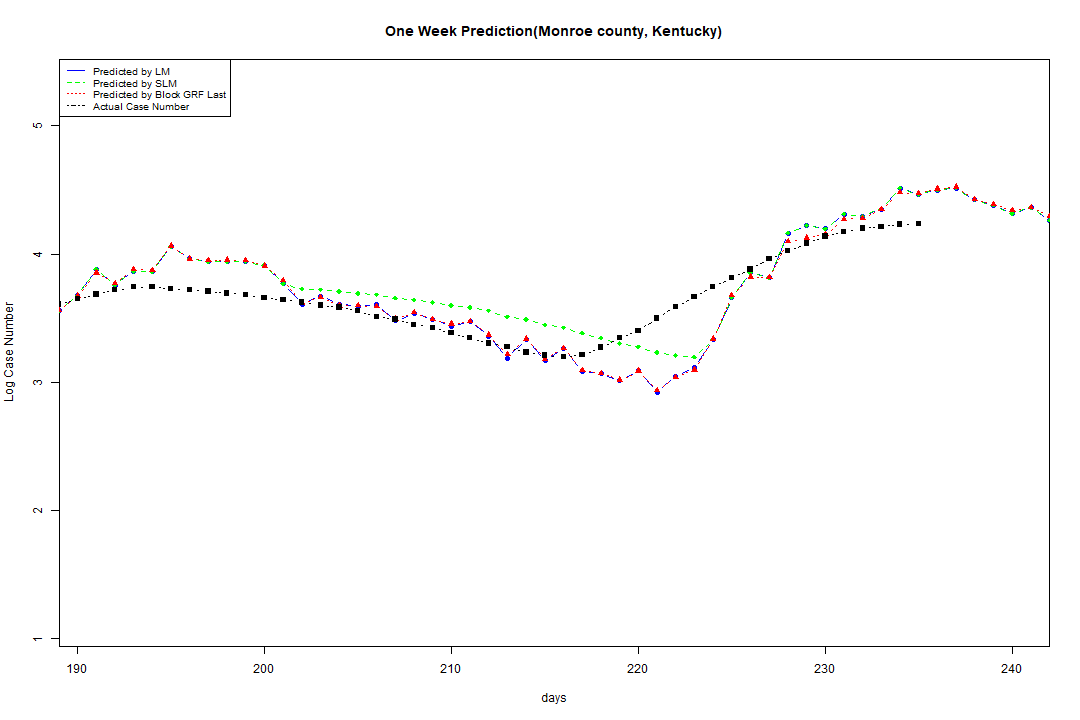 One Week Prediction(Monroe county, Kentucky)
Predicted by LM
Predicted by SLM
Predicted by Block GRF Last
Actual Case Number
5
4
3
2
1
Log Case Number
190 200 210 220 230 240
days